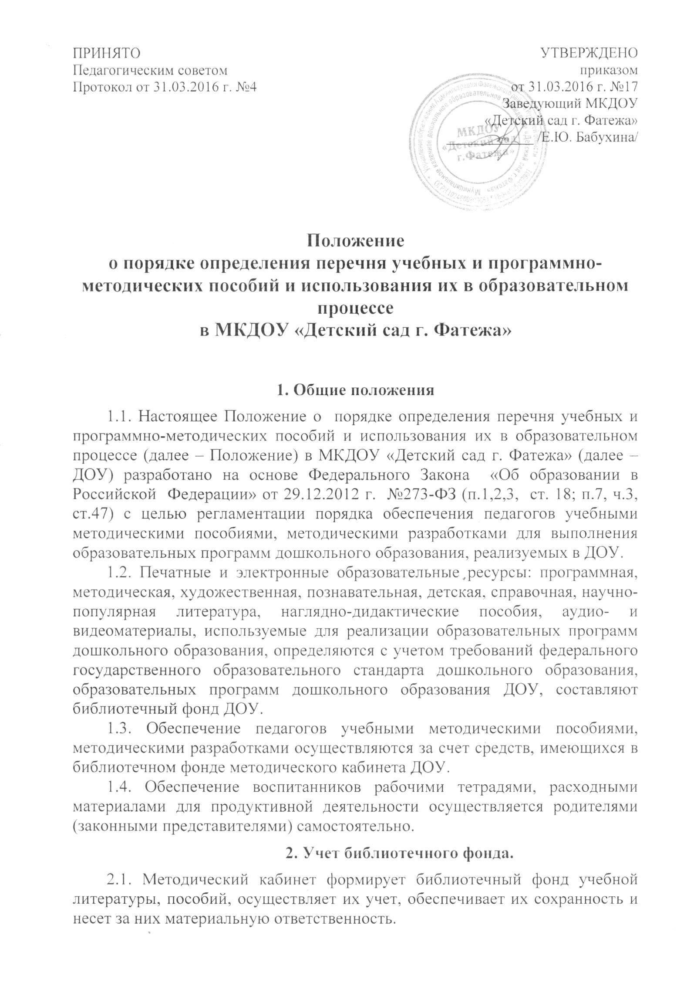 ПРИНЯТО
Педагогическим советом
Протокол от 31.03.2016 г. №4
УТВЕРЖДЕНО
приказом
от 31.03.2016 г. №17
Заведующий МКДОУ
«Детский сад г. Фатежа»
/Е.Ю. Бабухина/
МКДОУ
«Детский сад
г.Фатежа»
Положение
о порядке определения перечня учебных и программно-
методических пособий и использования их в образовательном
процессе
в МКДОУ «Детский сад г. Фатежа»
1. Общие положения
1.1. Настоящее Положение о порядке определения перечня учебных и
программно-методических пособий и использования их в образовательном
процессе (далее – Положение) в МКДОУ «Детский сад г. Фатежа» (далее –
ДОУ) разработано на основе Федерального Закона «Об образовании в
Российской Федерации» от 29.12.2012 г. №273-ФЗ (п.1,2,3, ст. 18; п.7, ч.3,
ст.47) с целью регламентации порядка обеспечения педагогов учебными
методическими пособиями, методическими разработками для выполнения
образовательных программ дошкольного образования, реализуемых в ДОУ.
1.2. Печатные и электронные образовательные ресурсы: программная,
методическая, художественная, познавательная, детская, справочная, научно-
популярная литература, наглядно-дидактические пособия, аудио- и
видеоматериалы, используемые для реализации образовательных программ
дошкольного образования, определяются с учетом требований федерального
государственного образовательного стандарта дошкольного образования,
образовательных программ дошкольного образования ДОУ, составляют
библиотечный фонд ДОУ.
1.3. Обеспечение педагогов учебными методическими пособиями,
методическими разработками осуществляются за счет средств, имеющихся в
библиотечном фонде методического кабинета ДОУ.
1.4. Обеспечение воспитанников рабочими тетрадями, расходными
материалами для продуктивной деятельности осуществляется родителями
(законными представителями) самостоятельно.
2. Учет библиотечного фонда.
2.1. Методический кабинет формирует библиотечный фонд учебной
литературы, пособий, осуществляет их учет, обеспечивает их сохранность и
несет за них материальную ответственность.